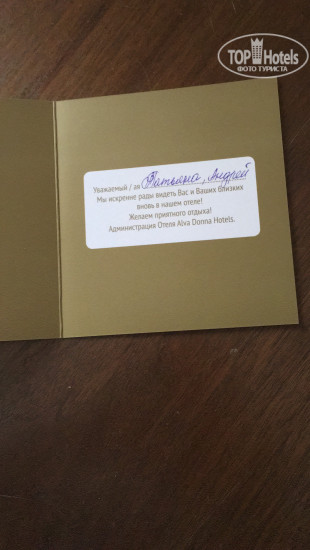 TOP Hotels
ФОТО ТУРИСТА
Уважаемый / ая Татьяна, Андрей
Мы искренне рады видеть Вас и Ваших близких
вновь в нашем отеле!
Желаем приятного отдыха!
Администрация Отеля Alva Donna Hotels.